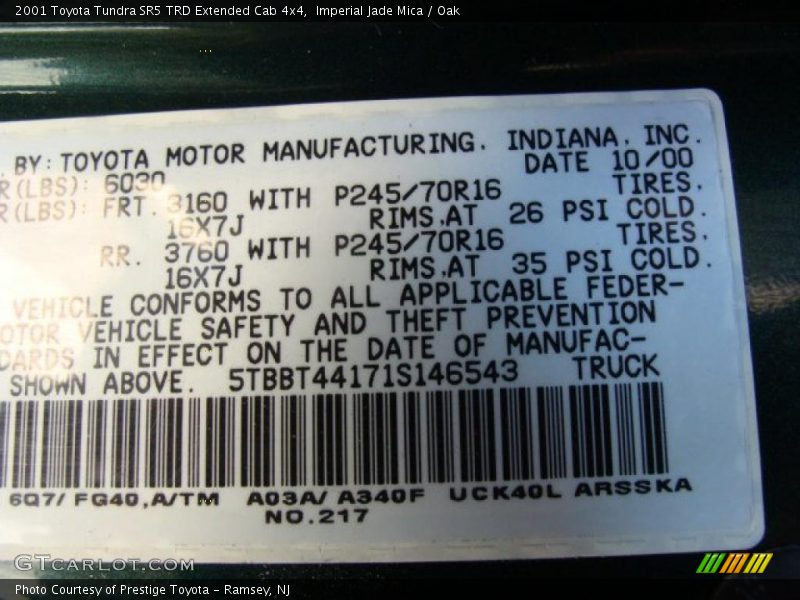 2001 Toyota Tundra SR5 TRD Extended Cab 4x4, Imperial Jade Mica / Oak
BY: TOYOTA MOTOR MANUFACTURING. INDIANA. INC.
R(LBS): 6030 DATE 10/00
R(LBS): FRT. 3160 WITH P245/70R16 TIRES.
16X7J RIMS.AT 26 PSI COLD.
RR. 3760 WITH P245/70R16 TIRES.
16X7J RIMS.AT 35 PSI COLD.
VEHICLE CONFORMS TO ALL APPLICABLE FEDER-
OTOR VEHICLE SAFETY AND THEFT PREVENTION
DARDS IN EFFECT ON THE DATE OF MANUFAC-
SHOWN ABOVE. 5TBBT44171S146543 TRUCK
6Q7/ FG40,A/TM A03A/ A340F UCK40L ARSSKA
NO.217
GTCarLot.com
Photo Courtesy of Prestige Toyota - Ramsey, NJ